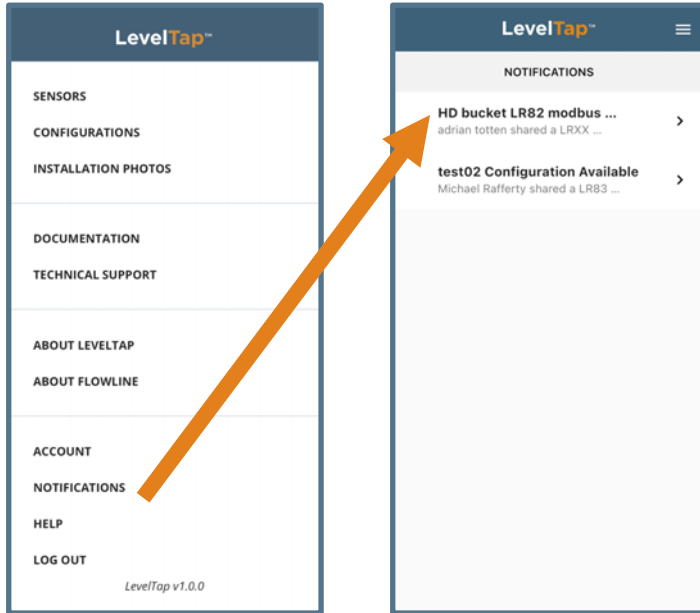 LevelTap™
SENSORS
CONFIGURATIONS
INSTALLATION PHOTOS
DOCUMENTATION
TECHNICAL SUPPORT
ABOUT LEVELTAP
ABOUT FLOWLINE
ACCOUNT
NOTIFICATIONS
HELP
LOG OUT
LevelTap v1.0.0
LevelTap™
NOTIFICATIONS
HD bucket LR82 modbus ...
adrian totten shared a LRXX ...
test02 Configuration Available
Michael Rafferty shared a LR83 ...